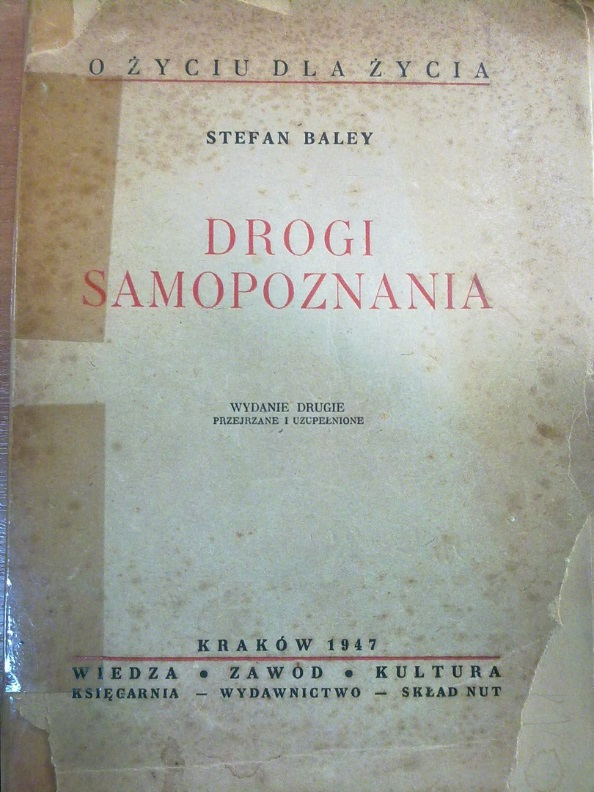 O ŻYCIU DLA ŻYCIA
STEFAN BALEY
DROGI
SAMOPOZNANIA
WYDANIE DRUGIE
PRZEJRZANE I UZUPEŁNIONE
KRAKÓW 1947
WIEDZA • ZAWÓD • KULTURA
KSIĘGARNIA — WYDAWNICTWO — SKŁAD NUT